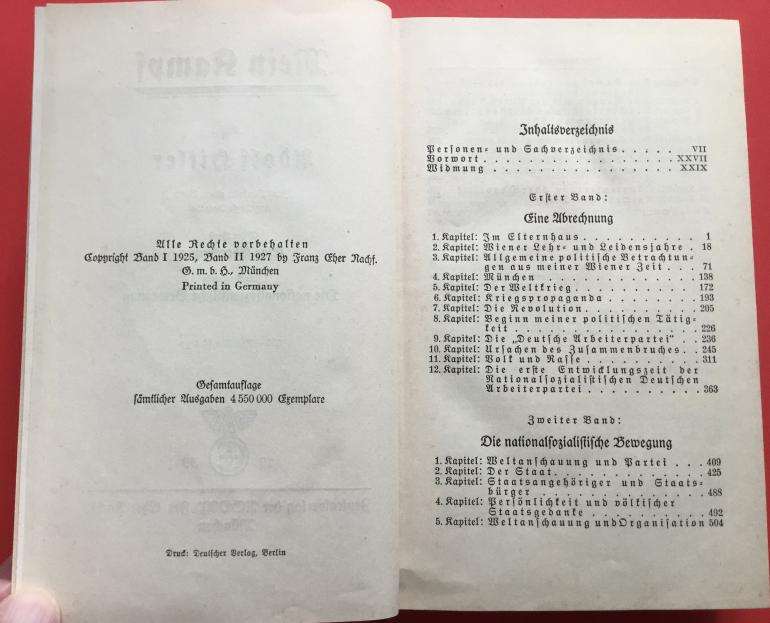 Alle Rechte vorbehalten
Copyright Band I 1925, Band II 1927 by Franz Eher Nachf.
G. m. b. H., München
Printed in Germany
Gesamtauflage
sämtlicher Ausgaben 4 550 000 Exemplare
Druck: Deutscher Verlag, Berlin
Inhaltsverzeichnis
Personen- und Sachverzeichnis . . . . . VII
Vorwort . . . . . . . . . . . . . . . . XXVII
Widmung . . . . . . . . . . . . . . . . XXIX
Erster Band:
Eine Abrechnung
1. Kapitel: Im Elternhaus . . . . . . . . . . 1
2. Kapitel: Wiener Lehr- und Leidensjahre . 18
3. Kapitel: Allgemeine politische Betrachtun-
gen aus meiner Wiener Zeit . . . 71
4. Kapitel: München . . . . . . . . . . . . 138
5. Kapitel: Der Weltkrieg . . . . . . . . . 172
6. Kapitel: Kriegspropaganda . . . . . . . 193
7. Kapitel: Die Revolution . . . . . . . . . 205
8. Kapitel: Beginn meiner politischen Tätig-
keit . . . . . . . . . . . . . . 226
9. Kapitel: Die „Deutsche Arbeiterpartei“ . . 236
10. Kapitel: Ursachen des Zusammenbruches . . 245
11. Kapitel: Volk und Rasse . . . . . . . . 311
12. Kapitel: Die erste Entwicklungszeit der
Nationalsozialistischen Deutschen
Arbeiterpartei . . . . . . . . . 363
Zweiter Band:
Die nationalsozialistische Bewegung
1. Kapitel: Weltanschauung und Partei . . . 409
2. Kapitel: Der Staat . . . . . . . . . . . 425
3. Kapitel: Staatsangehöriger und Staats-
bürger . . . . . . . . . . . . . 488
4. Kapitel: Persönlichkeit und völkischer
Staatsgedanke . . . . . . . . . . 492
5. Kapitel: Weltanschauung und Organisation 504